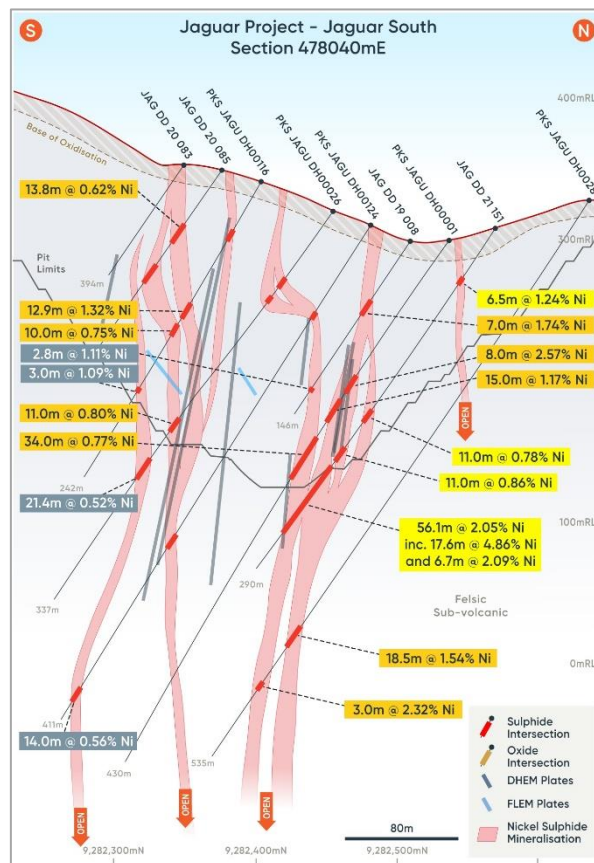 S
Jaguar Project - Jaguar South
Section 478040mE
N
400mRL
JAG DD 20 083
JAG DD 20 085
PKS JAGU DH00116
PKS JAGU DH00026
PKS JAGU DH00124
JAG DD 19 008
PKS JAGU DH00001
JAG DD 21 151
PKS JAGU DH0028
Base of Oxidisation
13.8m @ 0.62% Ni
300mRL
Pit
Limits
394m
6.5m @ 1.24% Ni
12.9m @ 1.32% Ni
7.0m @ 1.74% Ni
10.0m @ 0.75% Ni
2.8m @ 1.11% Ni
8.0m @ 2.57% Ni
3.0m @ 1.09% Ni
15.0m @ 1.17% Ni
11.0m @ 0.80% Ni
146m
OPEN
34.0m @ 0.77% Ni
11.0m @ 0.78% Ni
242m
11.0m @ 0.86% Ni
21.4m @ 0.52% Ni
100mRL
56.1m @ 2.05% Ni
inc. 17.6m @ 4.86% Ni
and 6.7m @ 2.09% Ni
290m
337m
Felsic
Sub-volcanic
18.5m @ 1.54% Ni
0mRL
3.0m @ 2.32% Ni
411m
14.0m @ 0.56% Ni
430m
535m
Sulphide
Intersection
Oxide
Intersection
DHEM Plates
FLEM Plates
Nickel Sulphide
Mineralisation
OPEN
OPEN
OPEN
80m
9,282,300mN
9,282,400mN
9,282,500mN